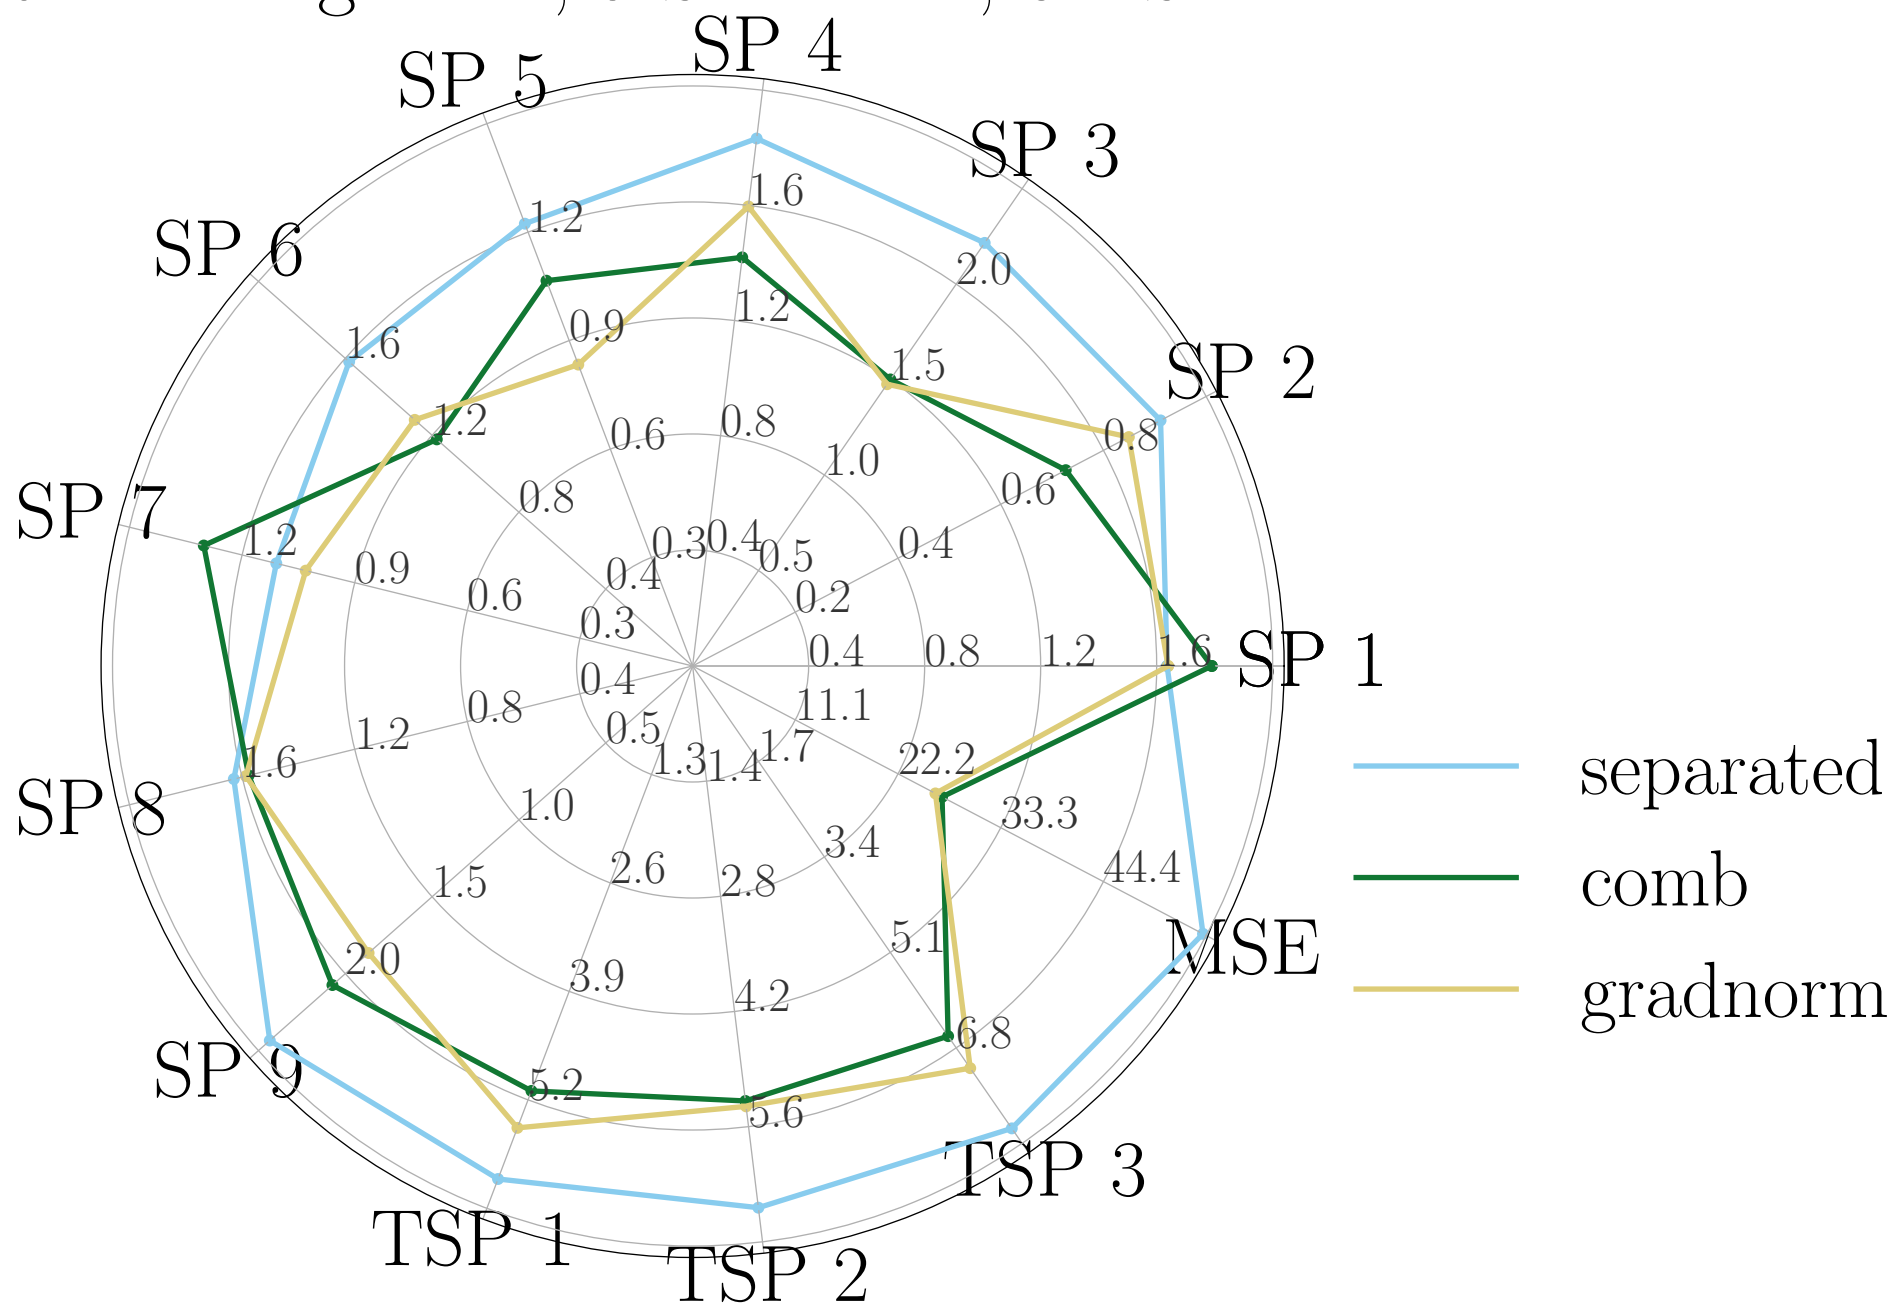 SP 4
SP 5
SP 3
SP 6
SP 2
SP 7
SP 1
SP 8
SP 9
MSE
TSP 1
TSP 2
TSP 3
0.4 0.8 1.2 1.6
0.2 0.4 0.6 0.8
0.5 1.0 1.5 2.0
0.4 0.8 1.2 1.6
0.3 0.6 0.9 1.2
0.4 0.8 1.2 1.6
0.3 0.6 0.9 1.2
0.4 0.8 1.2 1.6
0.5 1.0 1.5 2.0
1.3 2.6 3.9 5.2
1.4 2.8 4.2 5.6
1.7 3.4 5.1 6.8
11.1 22.2 33.3 44.4
separated
comb
gradnorm